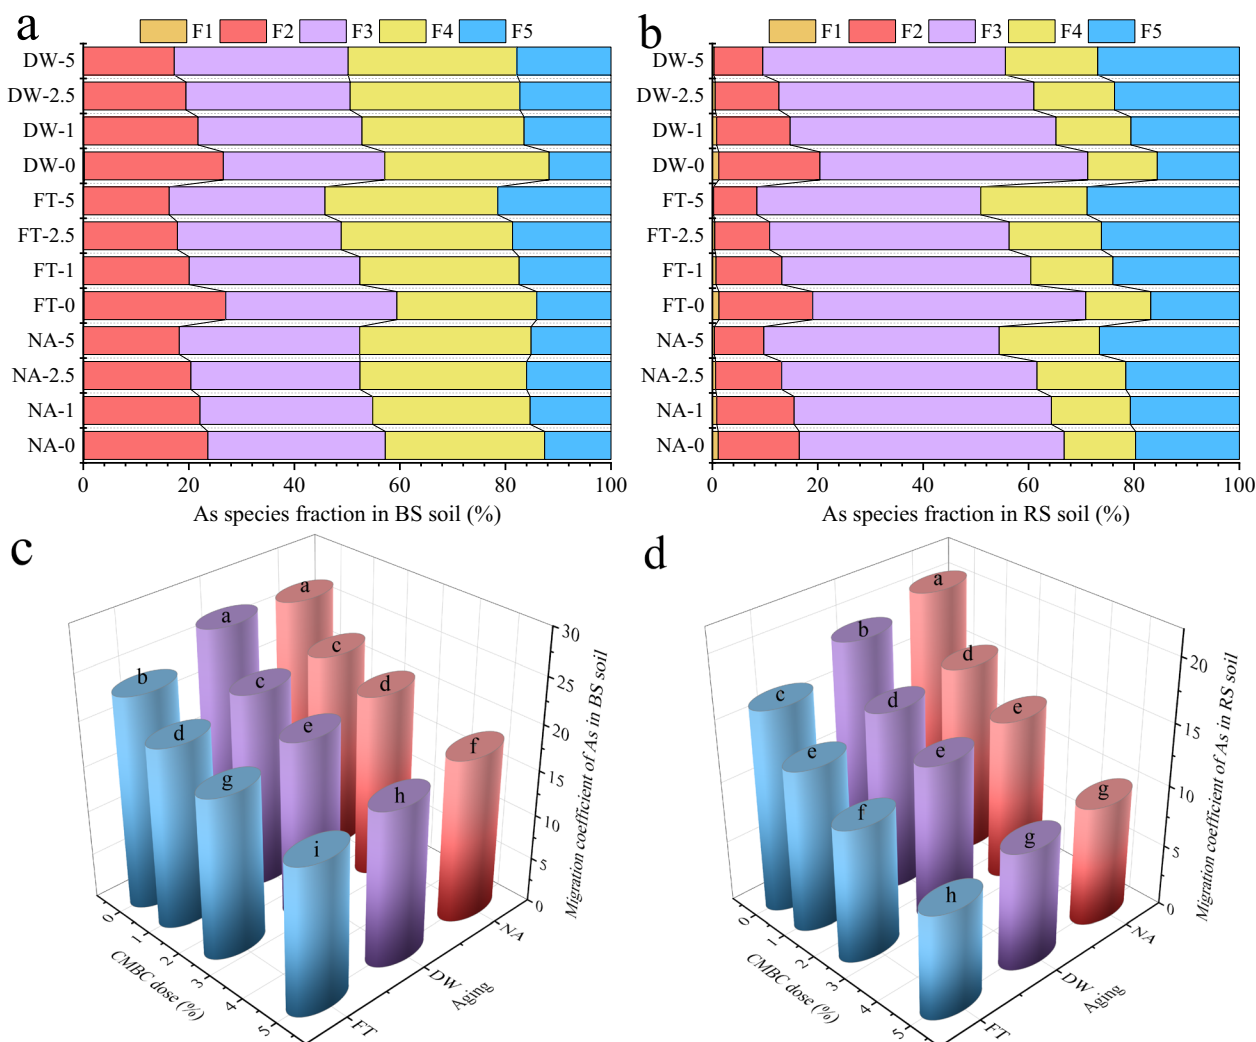 a
F1 F2 F3 F4 F5
DW-5
DW-2.5
DW-1
DW-0
FT-5
FT-2.5
FT-1
FT-0
NA-5
NA-2.5
NA-1
NA-0
0 20 40 60 80 100
As species fraction in BS soil (%)
b
F1 F2 F3 F4 F5
DW-5
DW-2.5
DW-1
DW-0
FT-5
FT-2.5
FT-1
FT-0
NA-5
NA-2.5
NA-1
NA-0
0 20 40 60 80 100
As species fraction in RS soil (%)
c
a
a
b
c
c
d
d
e
f
g
h
i
30
25
20
15
10
5
0
Migration coefficient of As in BS soil
0 1 2 3 4 5
CMBC dose (%)
FT DW NA
Aging
d
a
b
c
d
d
e
e
e
f
g
g
h
20
15
10
5
0
Migration coefficient of As in RS soil
0 1 2 3 4 5
CMBC dose (%)
FT DW NA
Aging